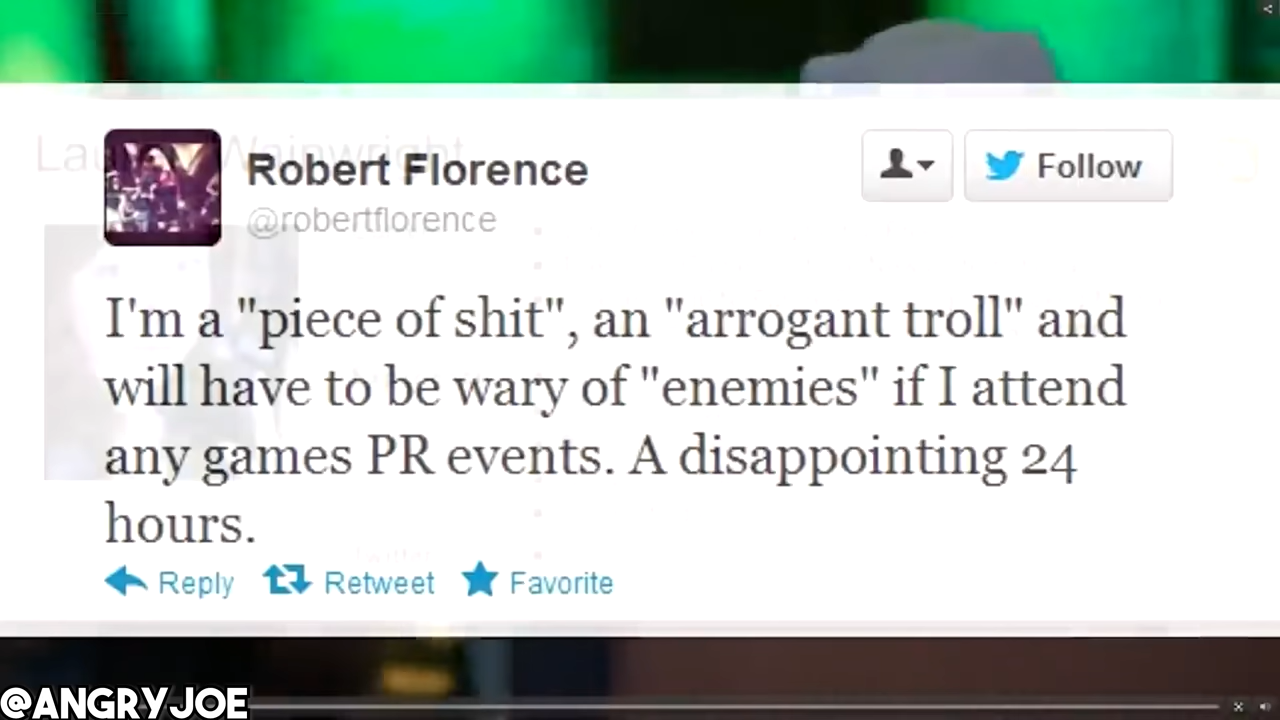 Robert Florence
@robertflorence
Follow
I'm a "piece of shit", an "arrogant troll" and
will have to be wary of "enemies" if I attend
any games PR events. A disappointing 24
hours.
Reply Retweet Favorite
@ANGRYJOE